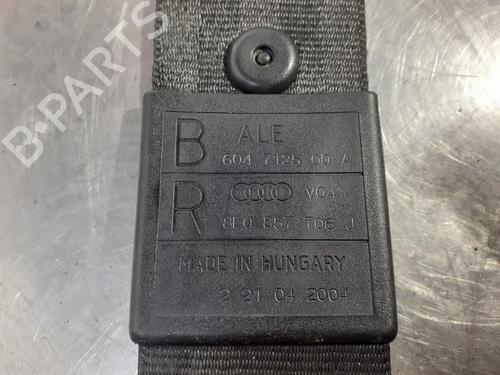 B-PARTS
B ALE
604 7125 00 A
R V04
8E0 857 706 J
MADE IN HUNGARY
2 21 04 2004